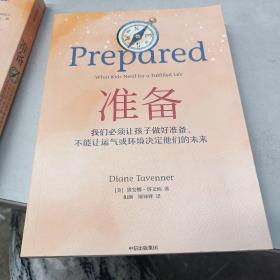 Prepared
What Kids Need for a Fulfilled Life
准备
我们必须让孩子做好准备，
不能让运气或环境决定他们的未来
Diane Tavenner
中信出版集团